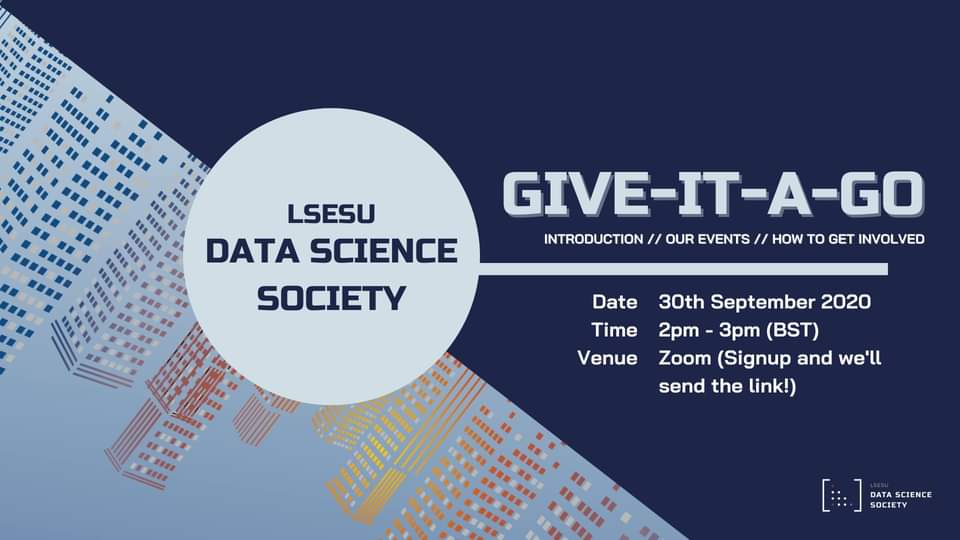 LSESU
DATA SCIENCE
SOCIETY
GIVE-IT-A-GO
INTRODUCTION // OUR EVENTS // HOW TO GET INVOLVED
Date 30th September 2020
Time 2pm - 3pm (BST)
Venue Zoom (Signup and we'll
send the link!)
LSESU
DATA SCIENCE
SOCIETY